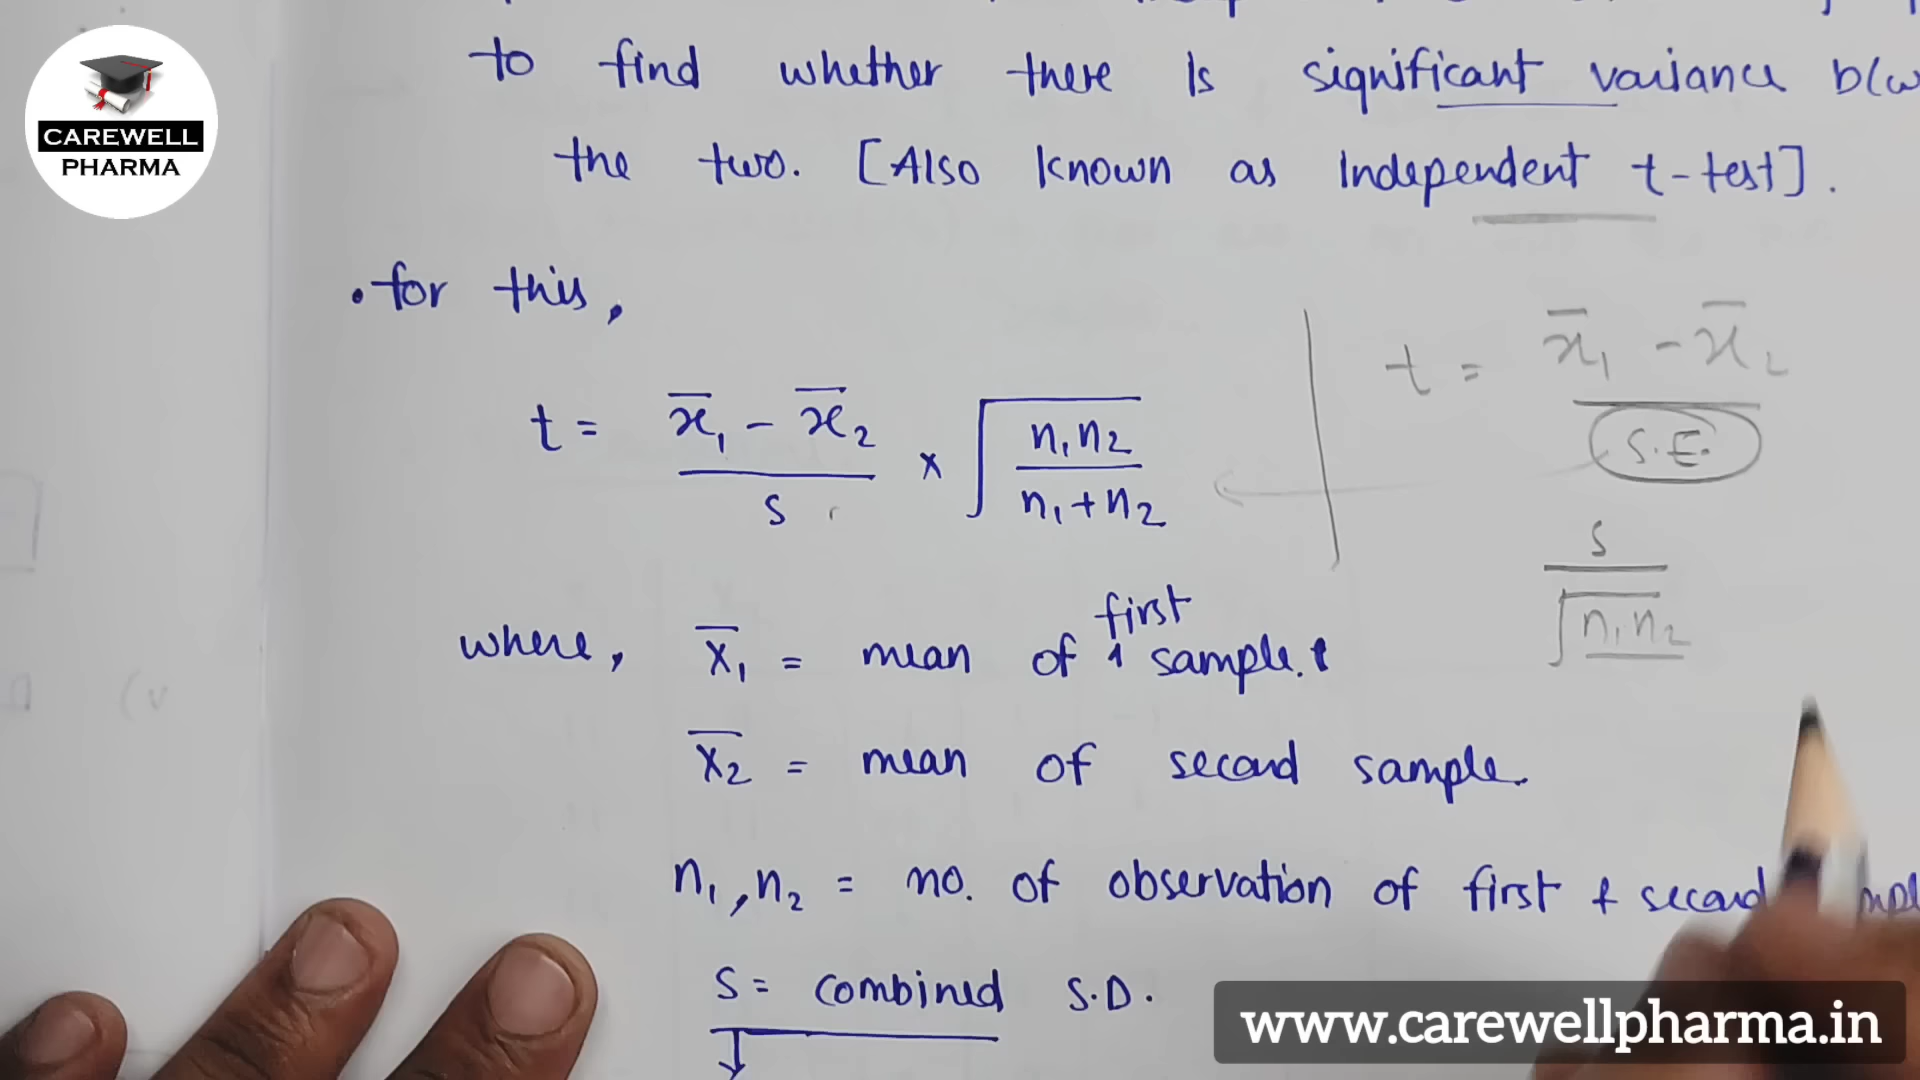 CAREWELL
PHARMA
to find whether there is significant variance b/w
the two. [Also known as Independent t-test].
• for this,
t = x̄₁ - x̄₂ / s × √ n₁n₂ / n₁+n₂
t = x̄₁ - x̄₂ / S.E.
s / √ n₁n₂
where, x̄₁ = mean of first sample.
x̄₂ = mean of second sample.
n₁, n₂ = no. of observation of first & second
S = combined S.D.
www.carewellpharma.in